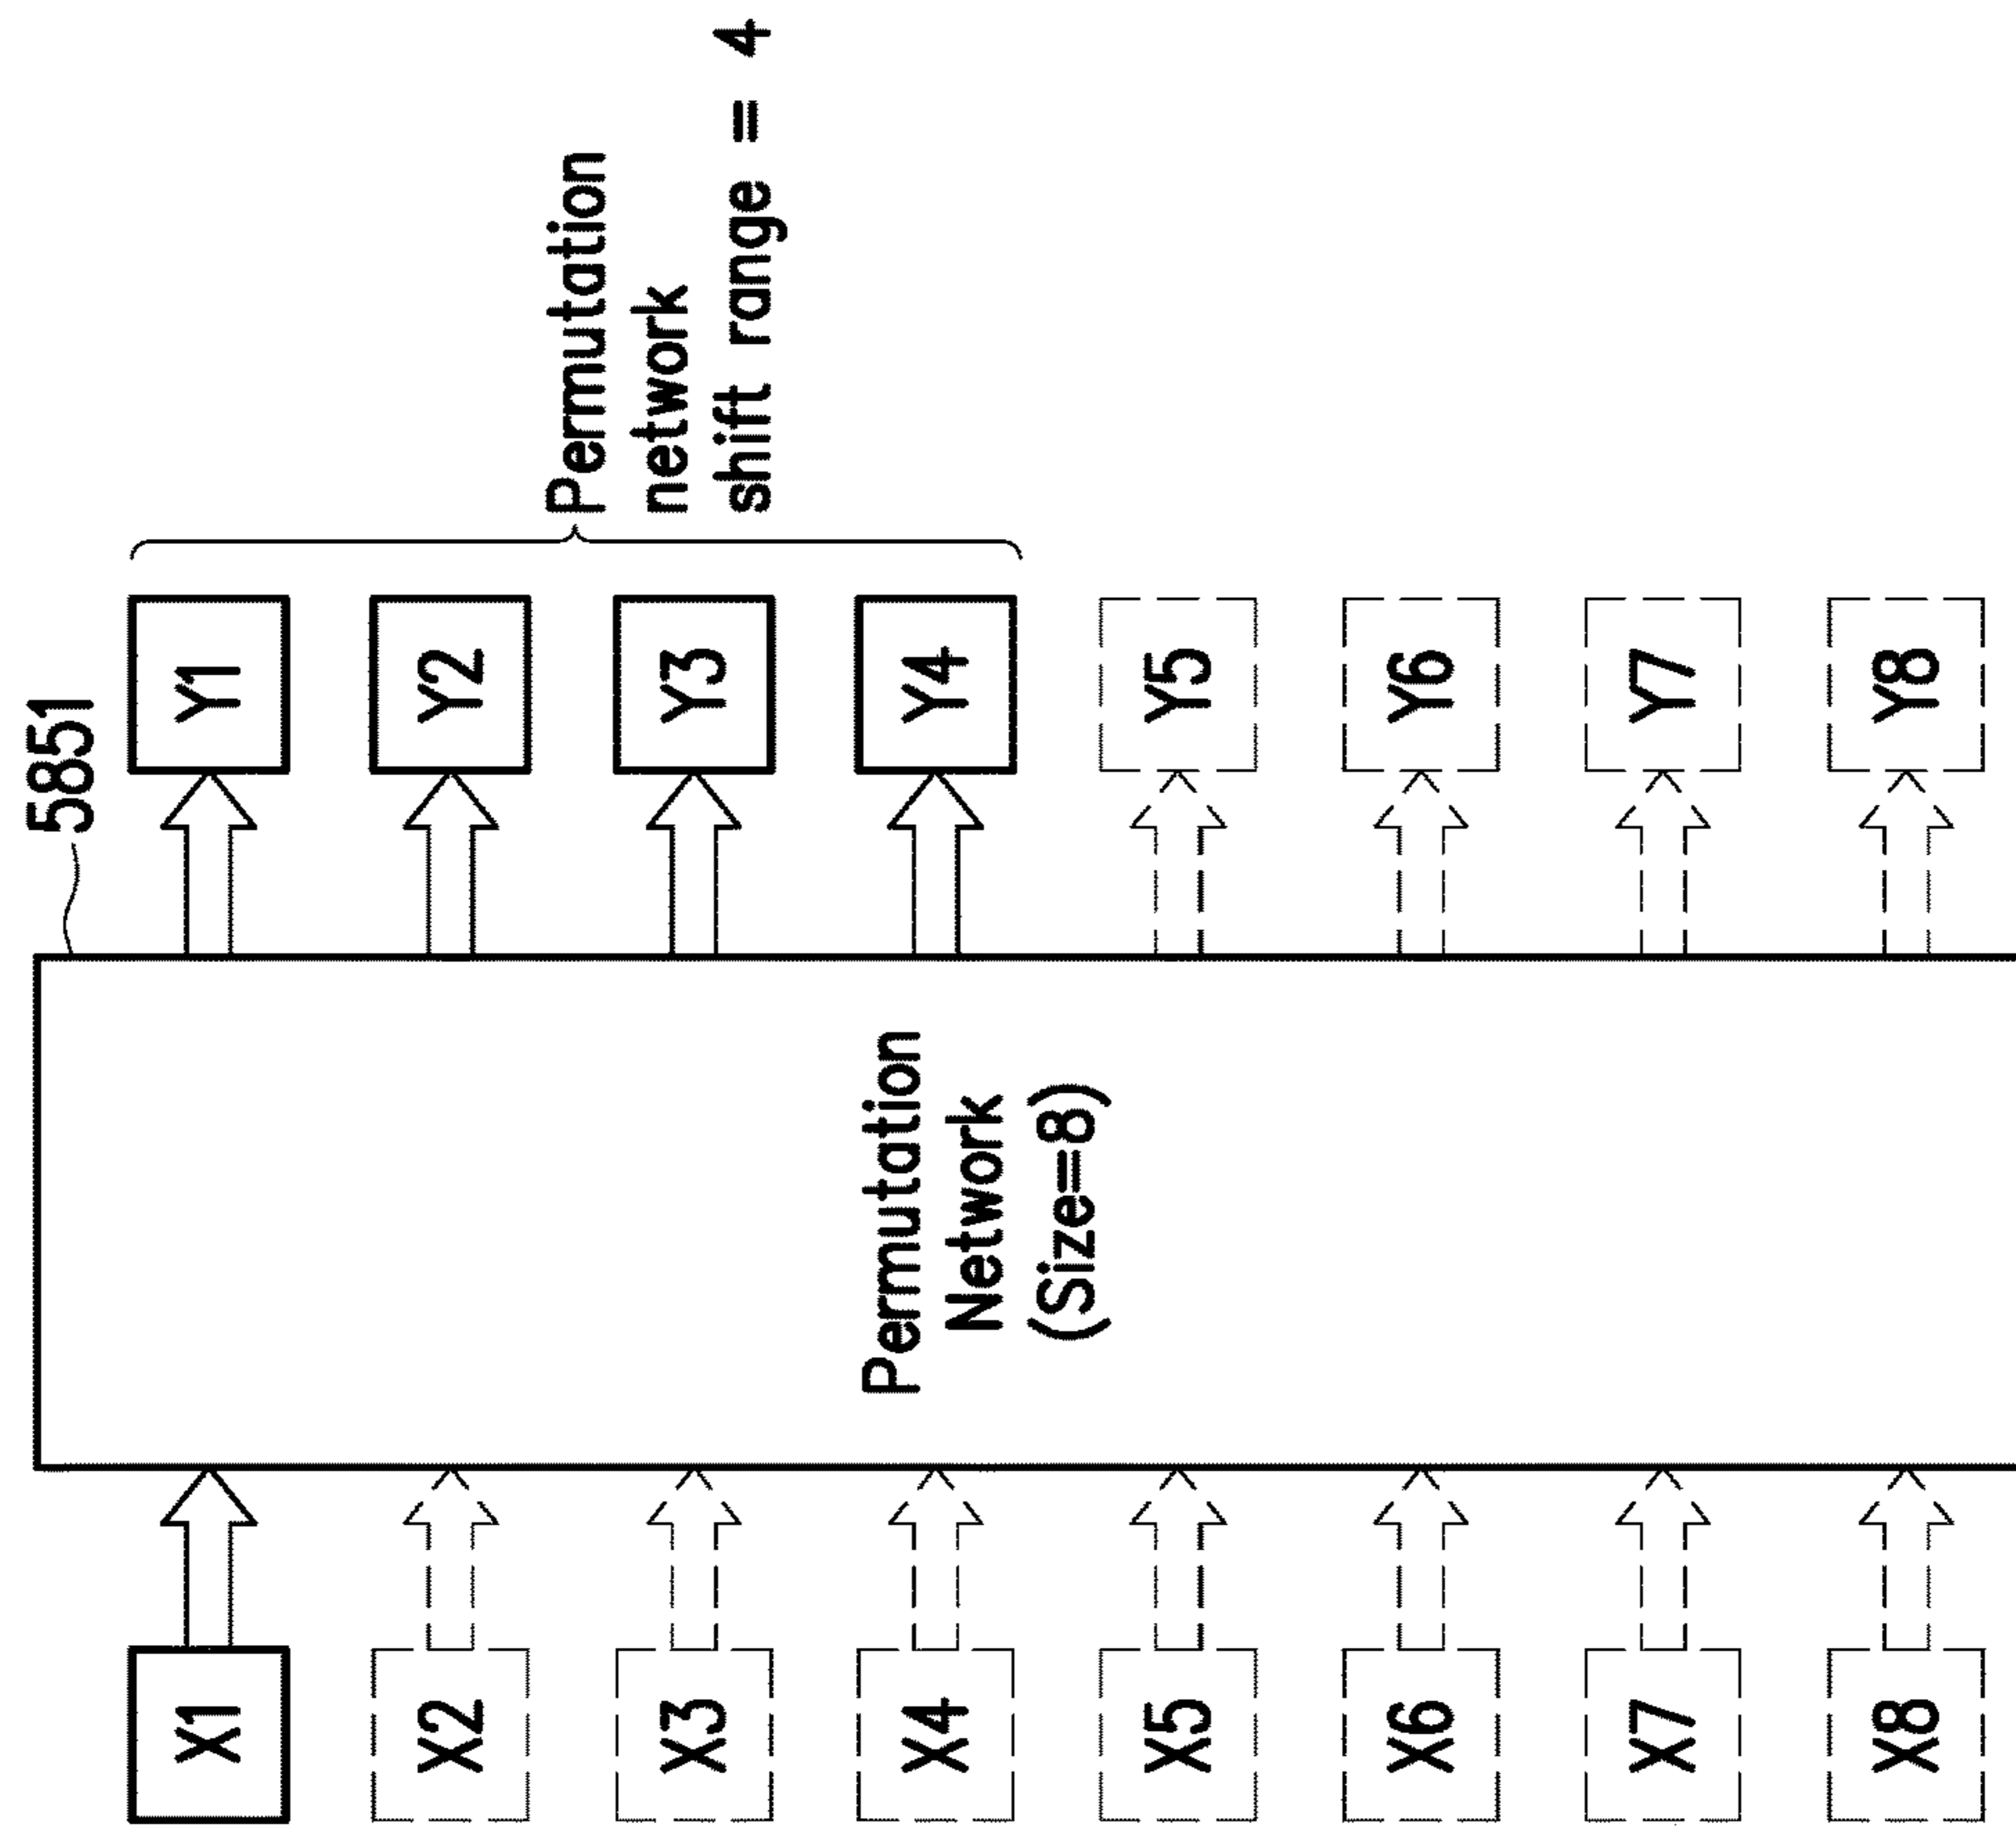 5851
X1
X2
X3
X4
X5
X6
X7
X8
Permutation
Network
(Size=8)
Y1
Y2
Y3
Y4
Y5
Y6
Y7
Y8
Permutation
network
shift range = 4